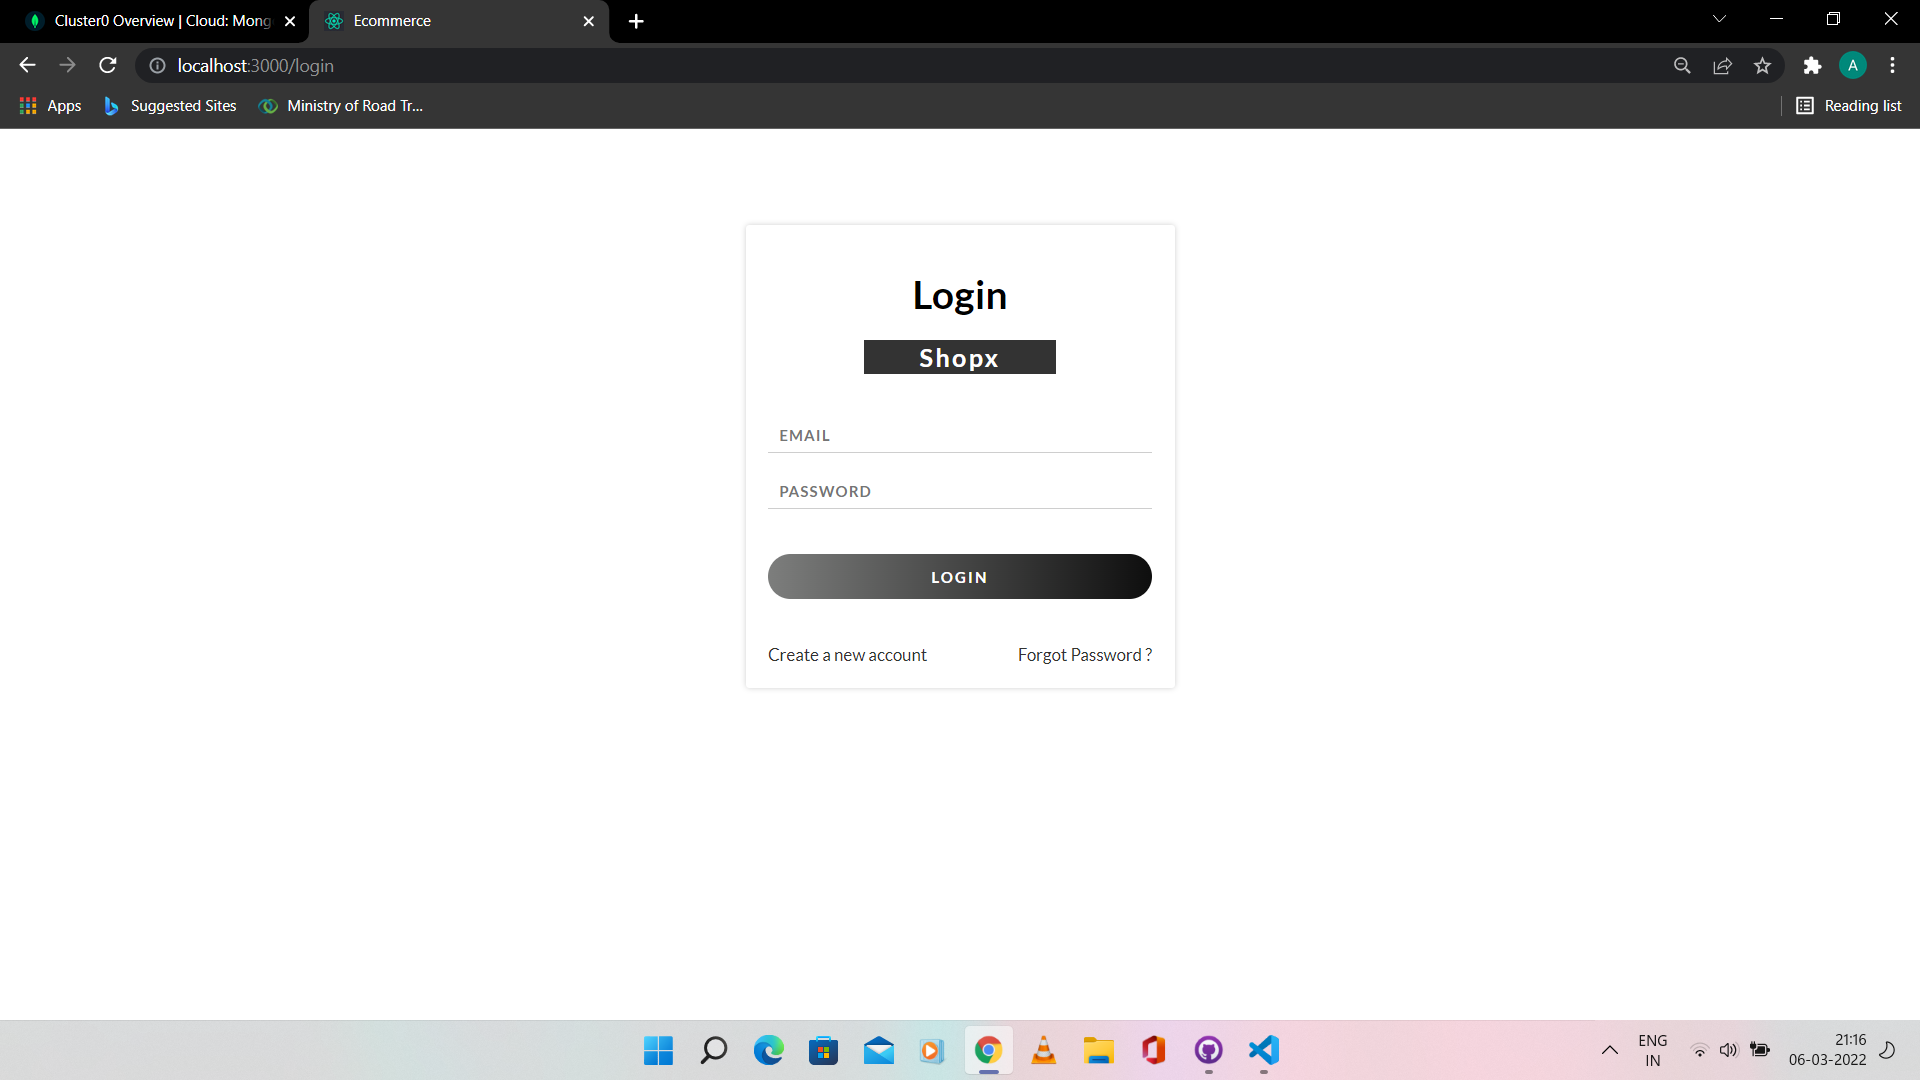 Cluster0 Overview | Cloud: Mong
Ecommerce
localhost:3000/login
A
Apps
Suggested Sites
Ministry of Road Tr...
Reading list
Login
Shopx
EMAIL
PASSWORD
LOGIN
Create a new account
Forgot Password ?
ENG
IN
21:16
06-03-2022